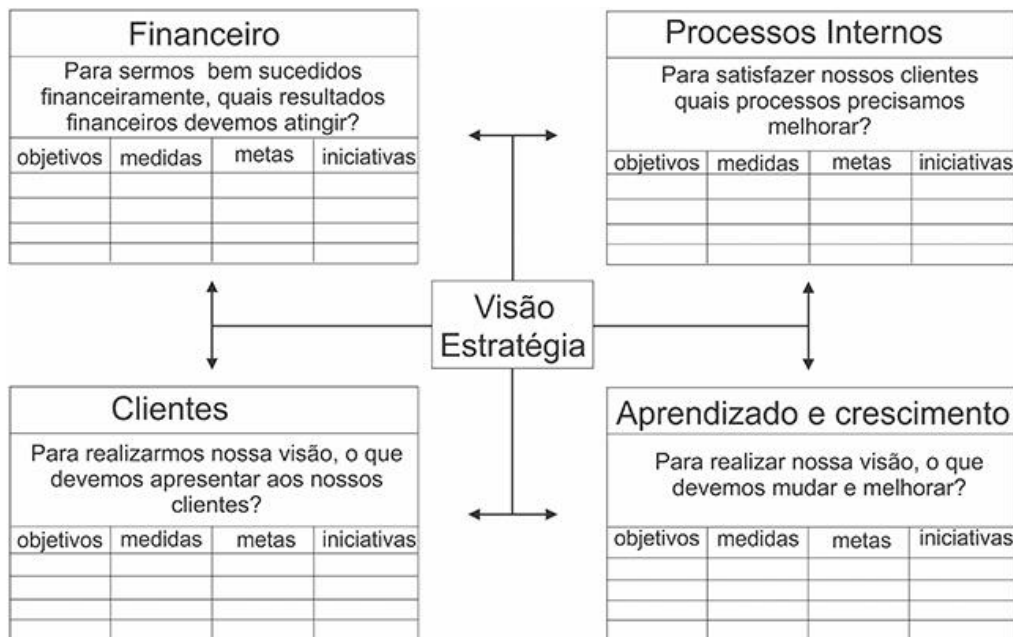 Financeiro
Para sermos bem sucedidos
financeiramente, quais resultados
financeiros devemos atingir?
objetivos medidas metas iniciativas
Processos Internos
Para satisfazer nossos clientes
quais processos precisamos
melhorar?
objetivos medidas metas iniciativas
Visão
Estratégia
Clientes
Para realizarmos nossa visão, o que
devemos apresentar aos nossos
clientes?
objetivos medidas metas iniciativas
Aprendizado e crescimento
Para realizar nossa visão, o que
devemos mudar e melhorar?
objetivos medidas metas iniciativas